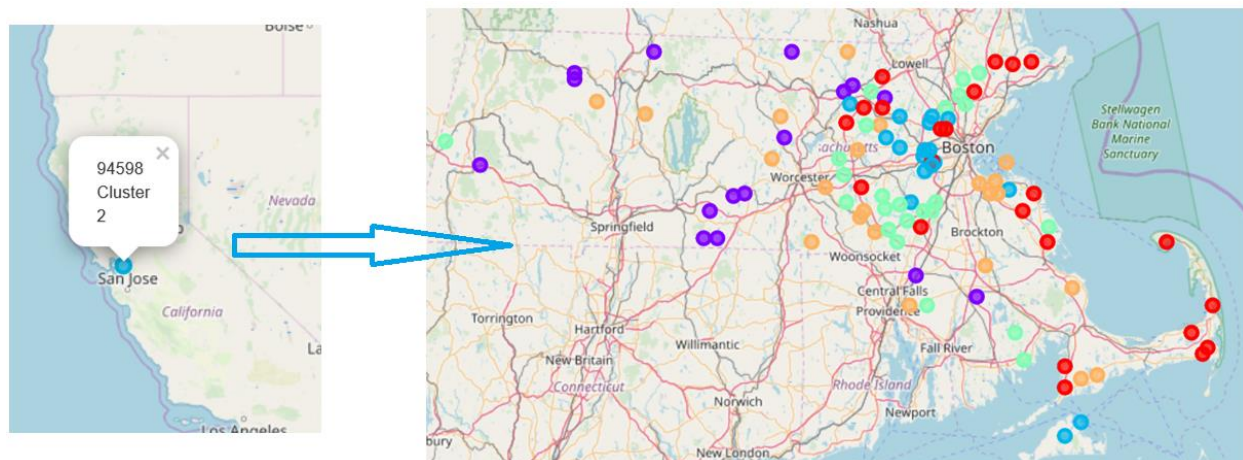 Boise
94598
Cluster
2
×
Nevada
San Jose
California
Los Angeles
Nashua
Lowell
Stellwagen
Bank National
Marine
Sanctuary
Boston
Worcester
Springfield
Brockton
Woonsocket
Central Falls
Providence
Torrington
Hartford
Willimantic
Fall River
New Britain
Connecticut
Rhode Island
Norwich
Newport
New London